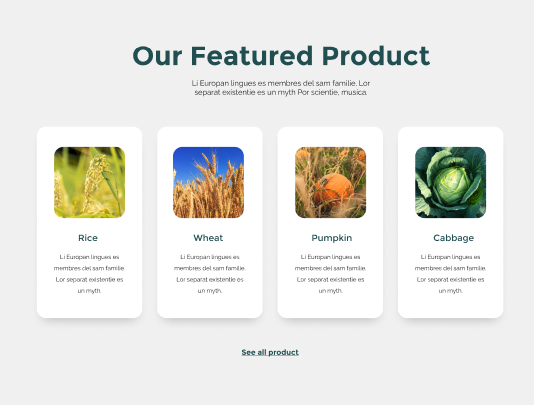 Our Featured Product
Li Europan lingues es membres del sam familie. Lor
separat existentie es un myth Por scientie, musica.
Rice
Li Europan lingues es
membres del sam familie.
Lor separat existentie es
un myth.
Wheat
Li Europan lingues es
membres del sam familie.
Lor separat existentie es
un myth.
Pumpkin
Li Europan lingues es
membres del sam familie.
Lor separat existentie es
un myth.
Cabbage
Li Europan lingues es
membres del sam familie.
Lor separat existentie es
un myth.
See all product